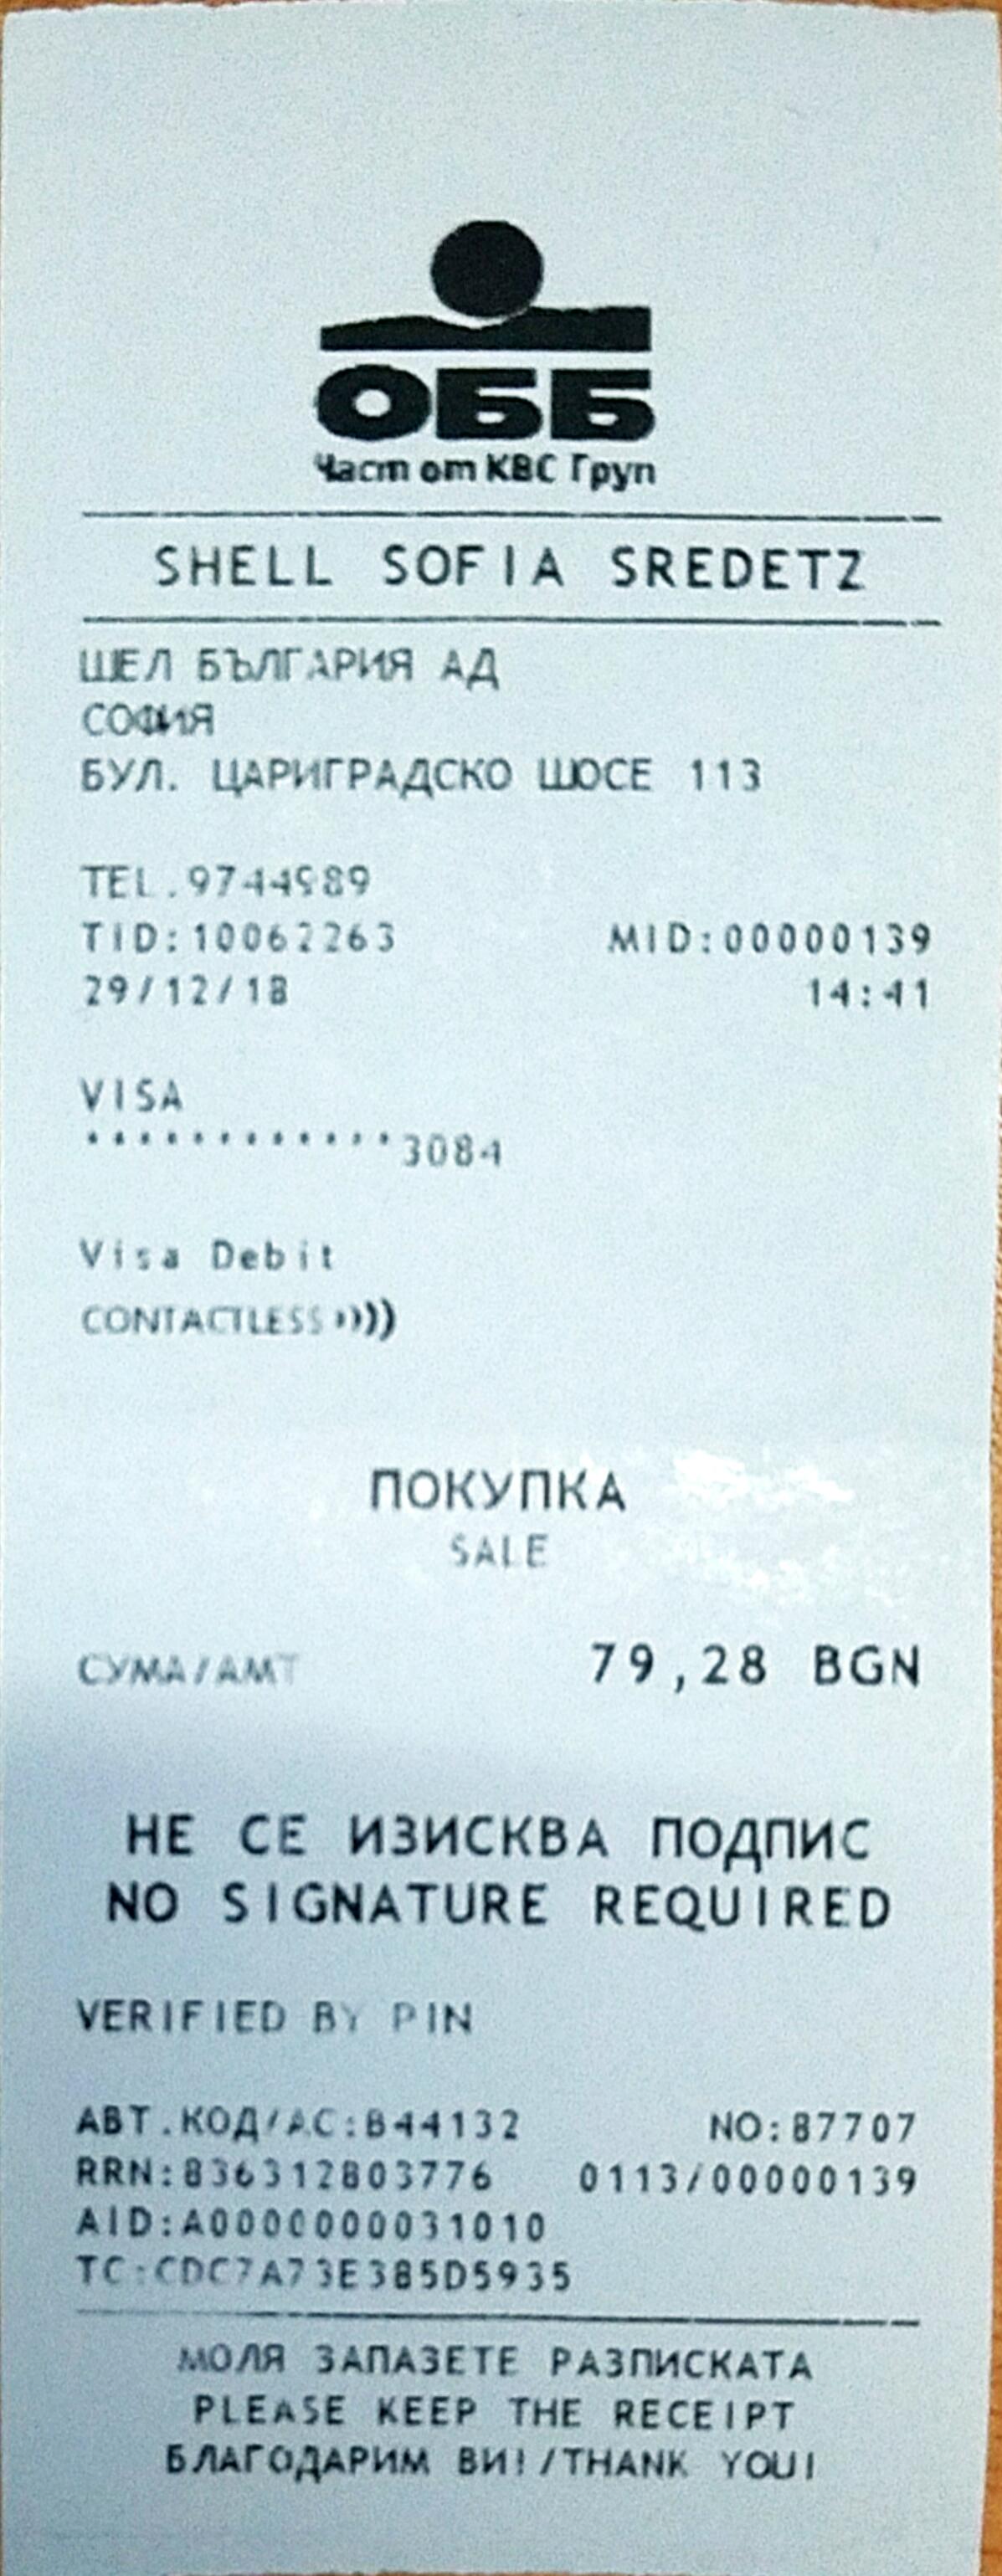 ОББ
Част от КВС Груп
SHELL SOFIA SREDETZ
ШЕЛ БЪЛГАРИЯ АД
СОФИЯ
БУЛ. ЦАРИГРАДСКО ШОСЕ 113
TEL.9744989
TID:10062263 MID:00000139
29/12/18 14:41
VISA
************3084
Visa Debit
CONTACTLESS ))))
ПОКУПКА
SALE
СУМА/AMT 79,28 BGN
НЕ СЕ ИЗИСКВА ПОДПИС
NO SIGNATURE REQUIRED
VERIFIED BY PIN
АВТ.КОД/AC:B44132 NO:87707
RRN:836312803776 0113/00000139
AID:A0000000031010
TC:CDC7A73E385D5935
МОЛЯ ЗАПАЗЕТЕ РАЗПИСКАТА
PLEASE KEEP THE RECEIPT
БЛАГОДАРИМ ВИ!/THANK YOU!